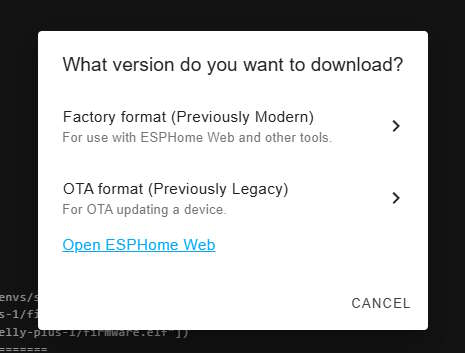 What version do you want to download?
Factory format (Previously Modern)
For use with ESPHome Web and other tools.
OTA format (Previously Legacy)
For OTA updating a device.
Open ESPHome Web
envs/s
CANCEL
s-1/fi
elly-plus-1/firmware.elf"])
=======